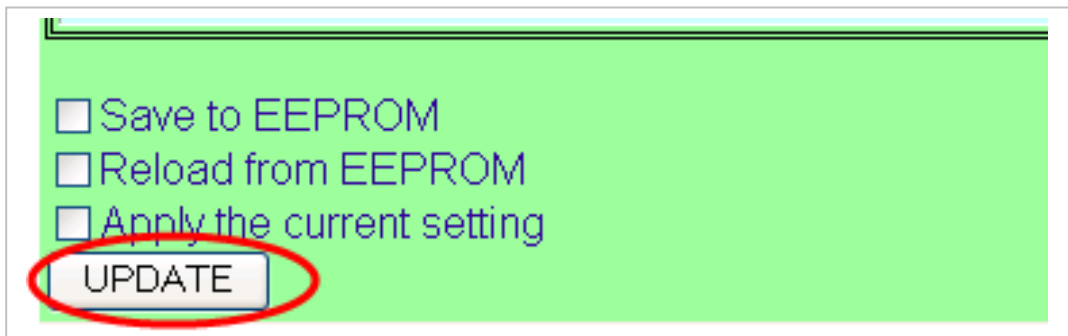 Save to EEPROM
Reload from EEPROM
Apply the current setting
UPDATE